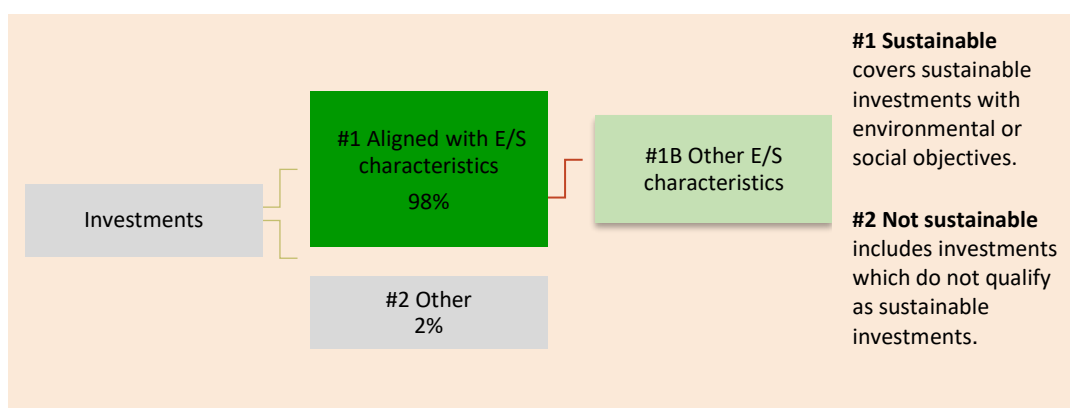 Investments
#1 Aligned with E/S
characteristics
98%
#2 Other
2%
#1B Other E/S
characteristics
#1 Sustainable
covers sustainable
investments with
environmental or
social objectives.
#2 Not sustainable
includes investments
which do not qualify
as sustainable
investments.